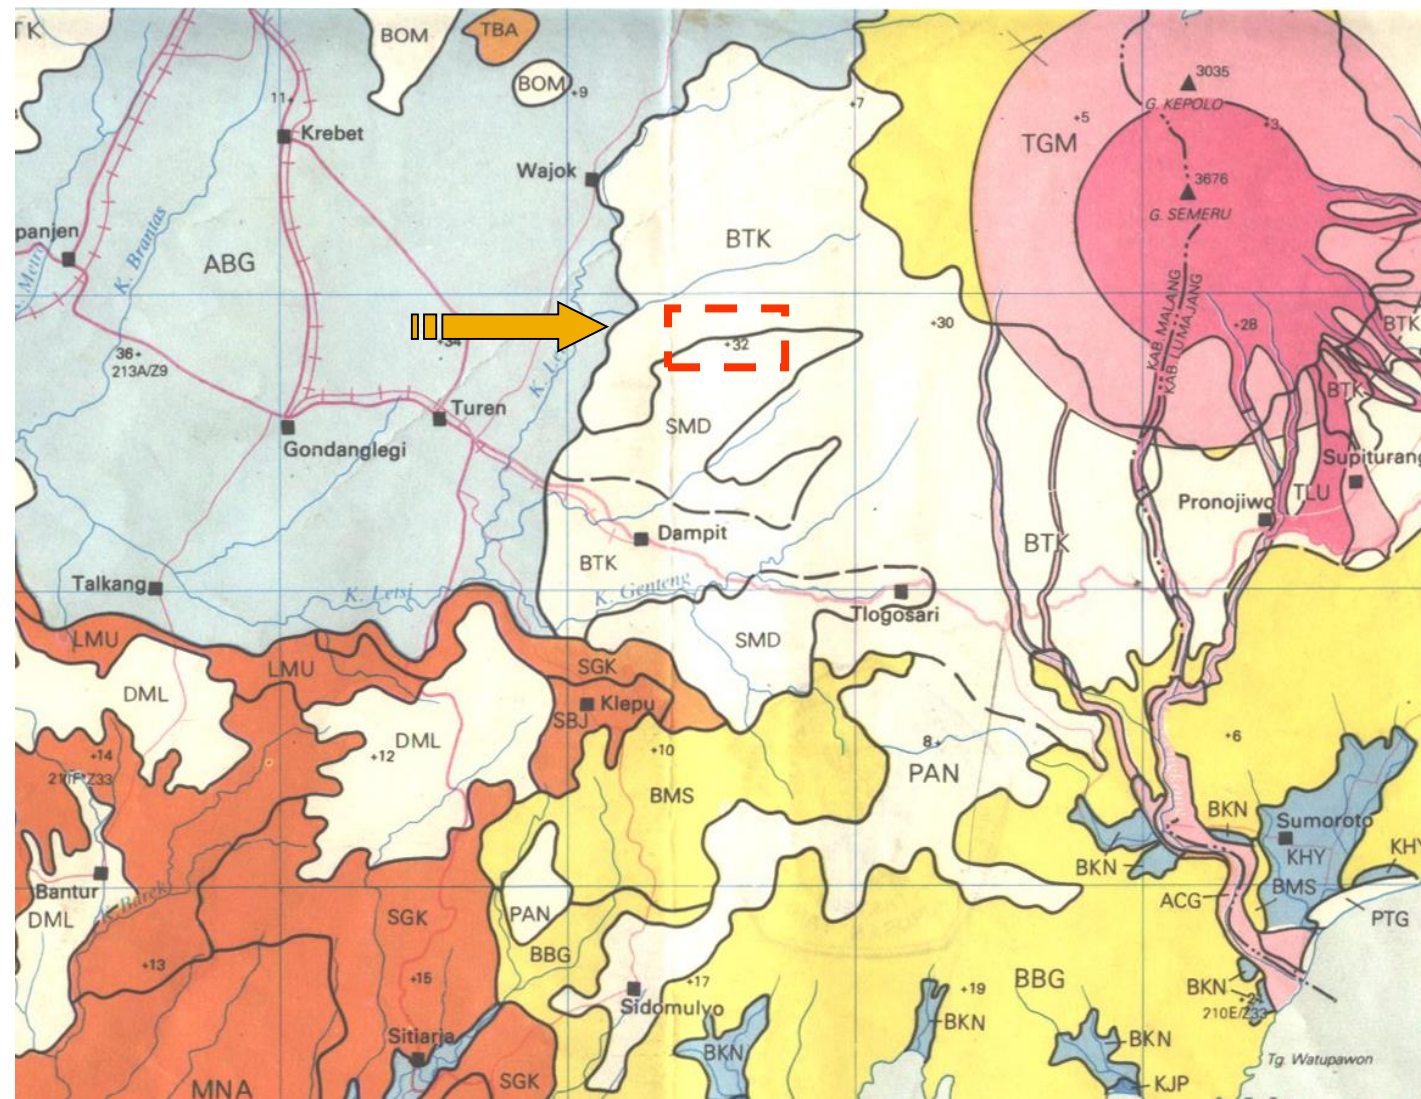 TK
BOM
TBA
BOM
+9
11+
Krebet
+7
3035
G. KEPOLO
+5
+3
TGM
Wajok
3676
G. SEMERU
panjen
K. Metro
K. Brantas
ABG
BTK
KAB. MALANG
KAB. LUMAJANG
+30
+28
BTK
+34
+32
36+
213A/Z9
Turen
Gondanglegi
SMD
BTK
Supiturang
Pronojiwo
TLU
Dampit
BTK
BTK
Talkang
K. Genteng
Tlogosari
LMU
LMU
SGK
SMD
DML
Klepu
SBJ
+14
+12
DML
+10
8+
+6
PAN
BMS
BKN
Sumoroto
KHY
KHY
BKN
BMS
Bantur
DML
K. Barek
SGK
PAN
ACG
PTG
BBG
+13
+15
+17
+19
BBG
BKN
210E/Z33
Sidomulyo
BKN
BKN
BKN
Sitiarja
MNA
SGK
KJP
Tg. Watupawon